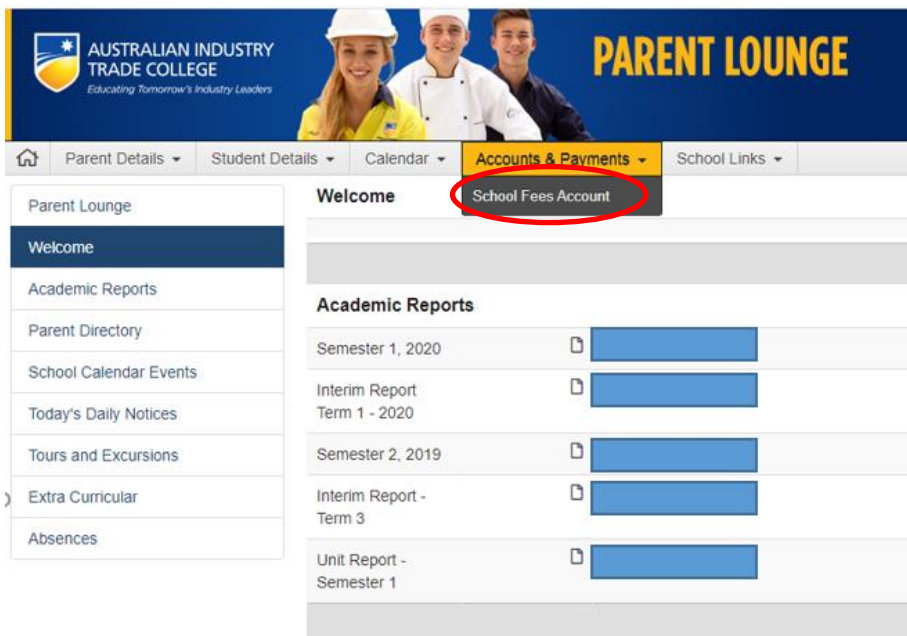 AUSTRALIAN INDUSTRY
TRADE COLLEGE
Educating Tomorrow's Industry Leaders
PARENT LOUNGE
Parent Details
Student Details
Calendar
Accounts & Payments
School Links
School Fees Account
Parent Lounge
Welcome
Academic Reports
Parent Directory
School Calendar Events
Today's Daily Notices
Tours and Excursions
Extra Curricular
Absences
Welcome
Academic Reports
Semester 1, 2020
Interim Report
Term 1 - 2020
Semester 2, 2019
Interim Report -
Term 3
Unit Report -
Semester 1